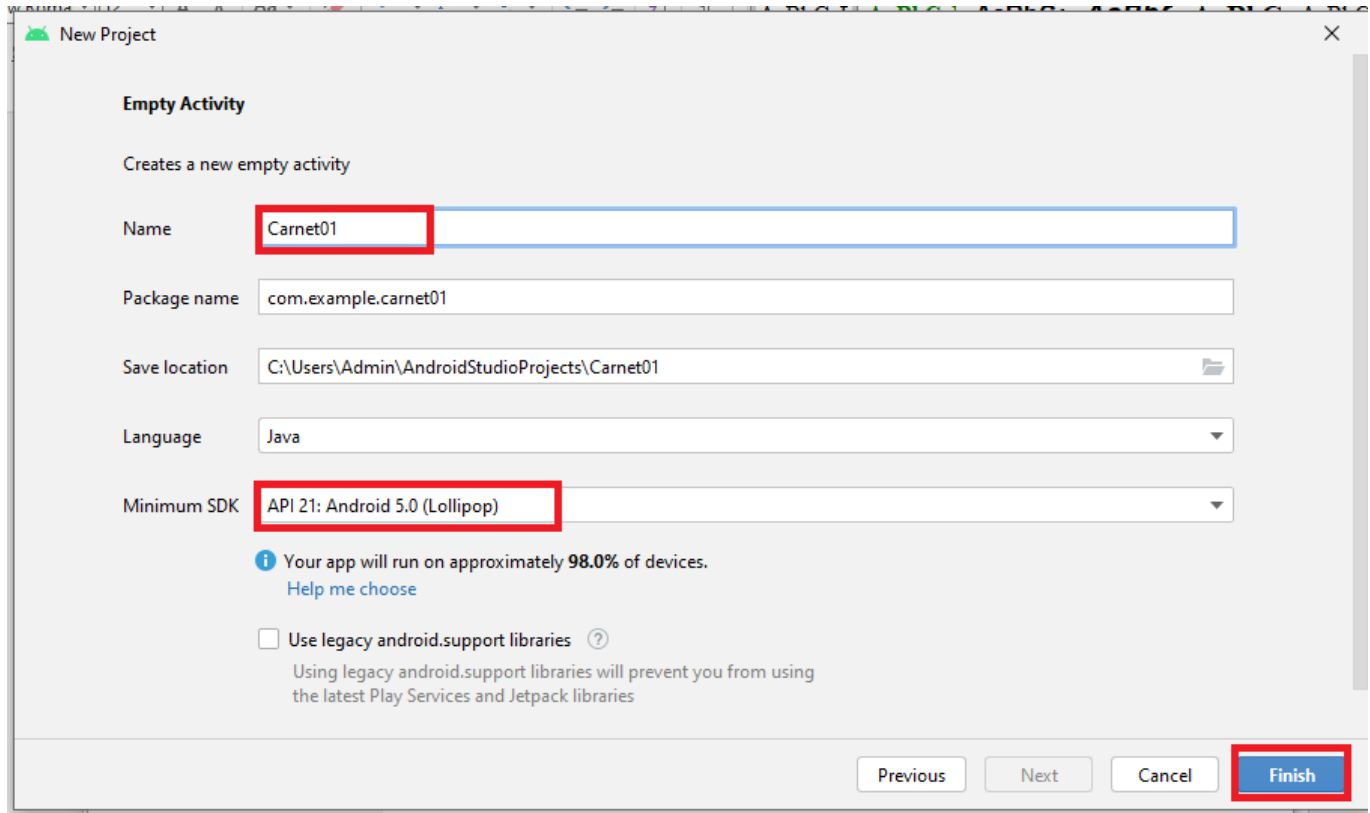 New Project
Empty Activity
Creates a new empty activity
Name Carnet01
Package name com.example.carnet01
Save location C:\Users\Admin\AndroidStudioProjects\Carnet01
Language Java
Minimum SDK API 21: Android 5.0 (Lollipop)
Your app will run on approximately 98.0% of devices.
Help me choose
Use legacy android.support libraries ?
Using legacy android.support libraries will prevent you from using
the latest Play Services and Jetpack libraries
Previous Next Cancel Finish